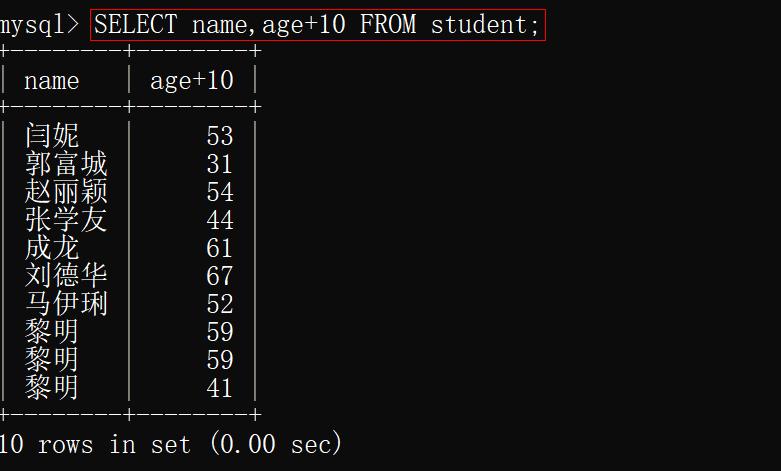 mysql> SELECT name,age+10 FROM student;
+--------+--------+
| name | age+10 |
+--------+--------+
| 闫妮 | 53 |
| 郭富城 | 31 |
| 赵丽颖 | 54 |
| 张学友 | 44 |
| 成龙 | 61 |
| 刘德华 | 67 |
| 马伊琍 | 52 |
| 黎明 | 59 |
| 黎明 | 59 |
| 黎明 | 41 |
+--------+--------+
10 rows in set (0.00 sec)